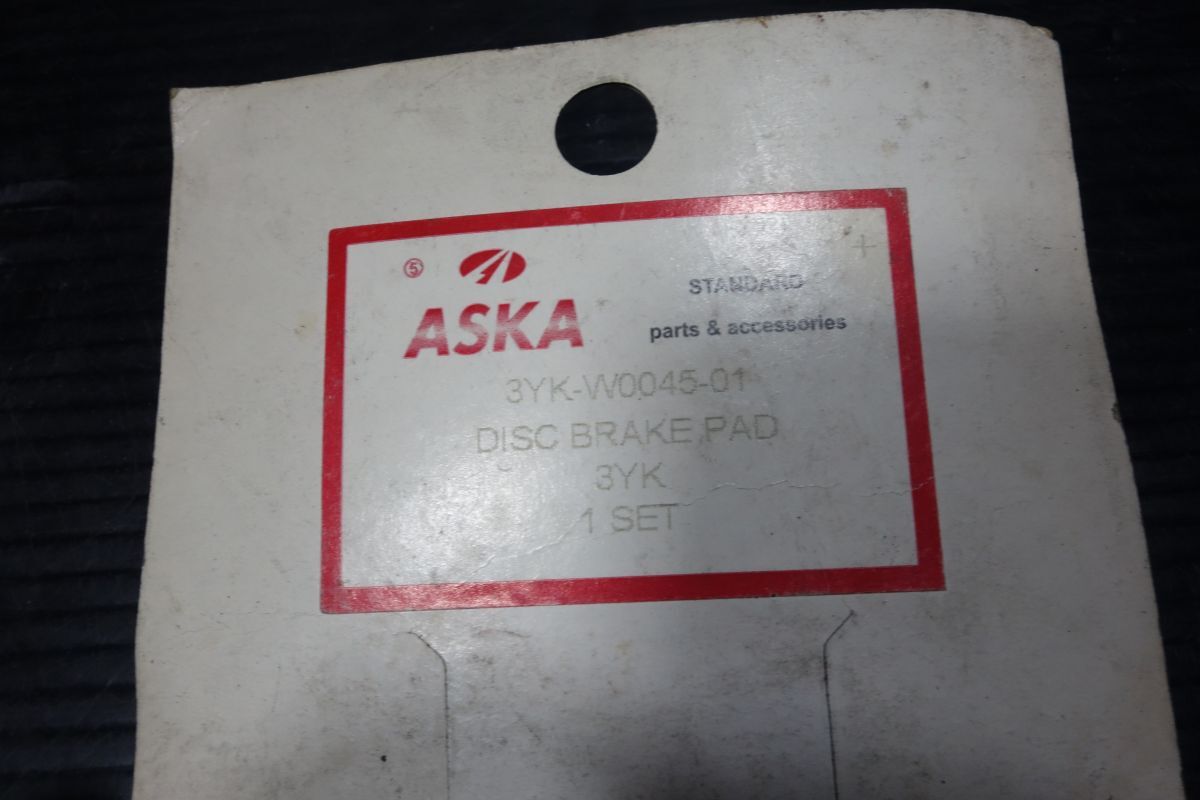 ⑤
ASKA
STANDARD
parts & accessories
3YK-W0045-01
DISC BRAKE PAD
3YK
1 SET